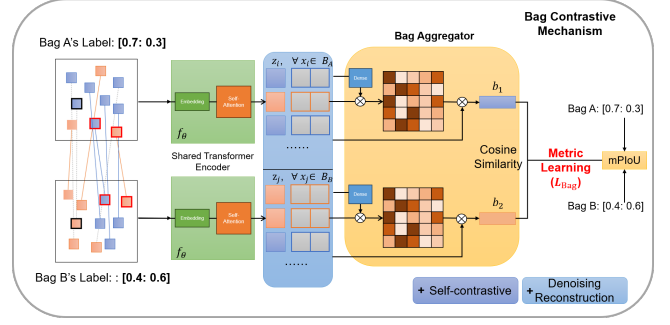 Bag Contrastive
Mechanism
Bag A's Label: [0.7: 0.3]
Bag Aggregator
z_i, ∀ x_i ∈ B_A
Dense
b_1
Embedding
Self-
Attention
f_θ
......
Bag A: [0.7: 0.3]
Shared Transformer
Encoder
Cosine
Similarity
Metric
Learning
(L_Bag)
mPIoU
z_j, ∀ x_j ∈ B_B
Dense
b_2
Embedding
Self-
Attention
f_θ
......
Bag B: [0.4: 0.6]
Bag B's Label: : [0.4: 0.6]
+ Self-contrastive
+ Denoising
Reconstruction